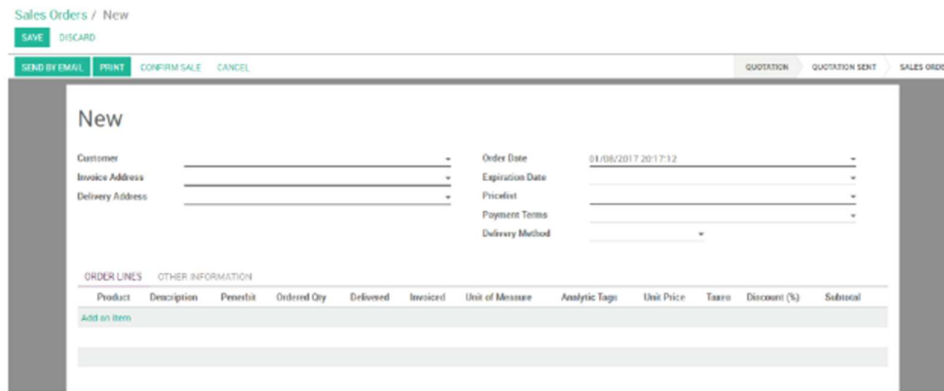 Sales Orders / New
SAVE DISCARD
SEND BY EMAIL PRINT CONFIRM SALE CANCEL QUOTATION QUOTATION SENT SALES ORDE
New
Customer Order Date 01/08/2017 20:17:12
Invoice Address Expiration Date
Delivery Address Pricelist
Payment Terms
Delivery Method
ORDER LINES OTHER INFORMATION
Product Description Penerbit Ordered Qty Delivered Invoiced Unit of Measure Analytic Tags Unit Price Taxes Discount (%) Subtotal
Add an item